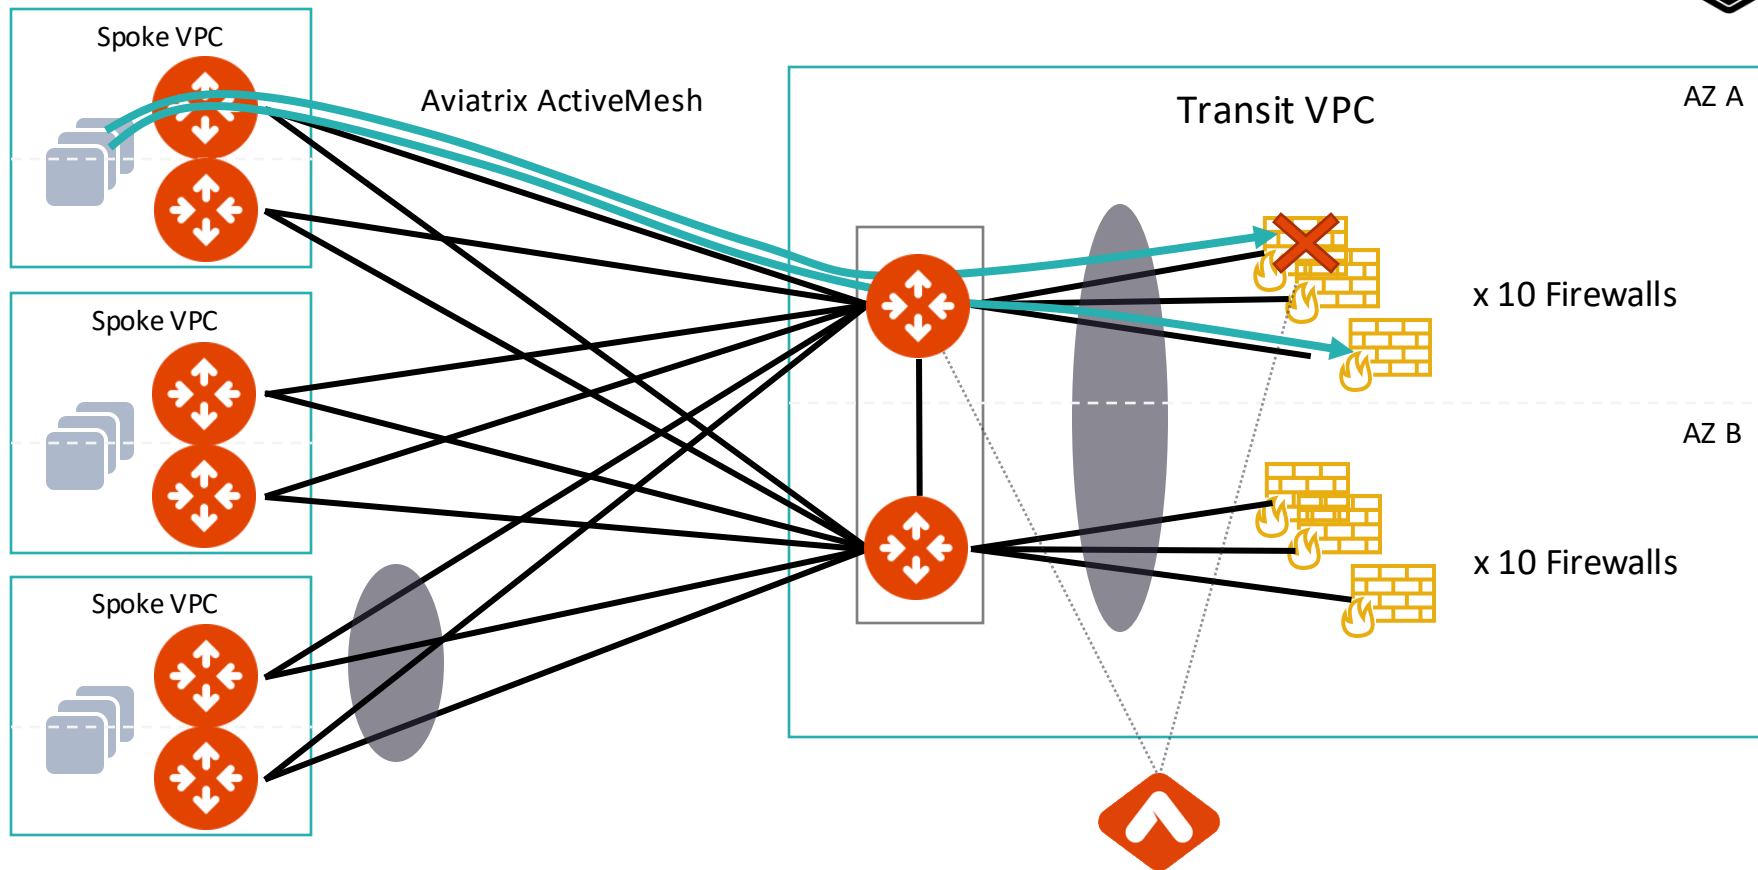 Spoke VPC
Aviatrix ActiveMesh
Transit VPC
AZ A
x 10 Firewalls
Spoke VPC
AZ B
x 10 Firewalls
Spoke VPC